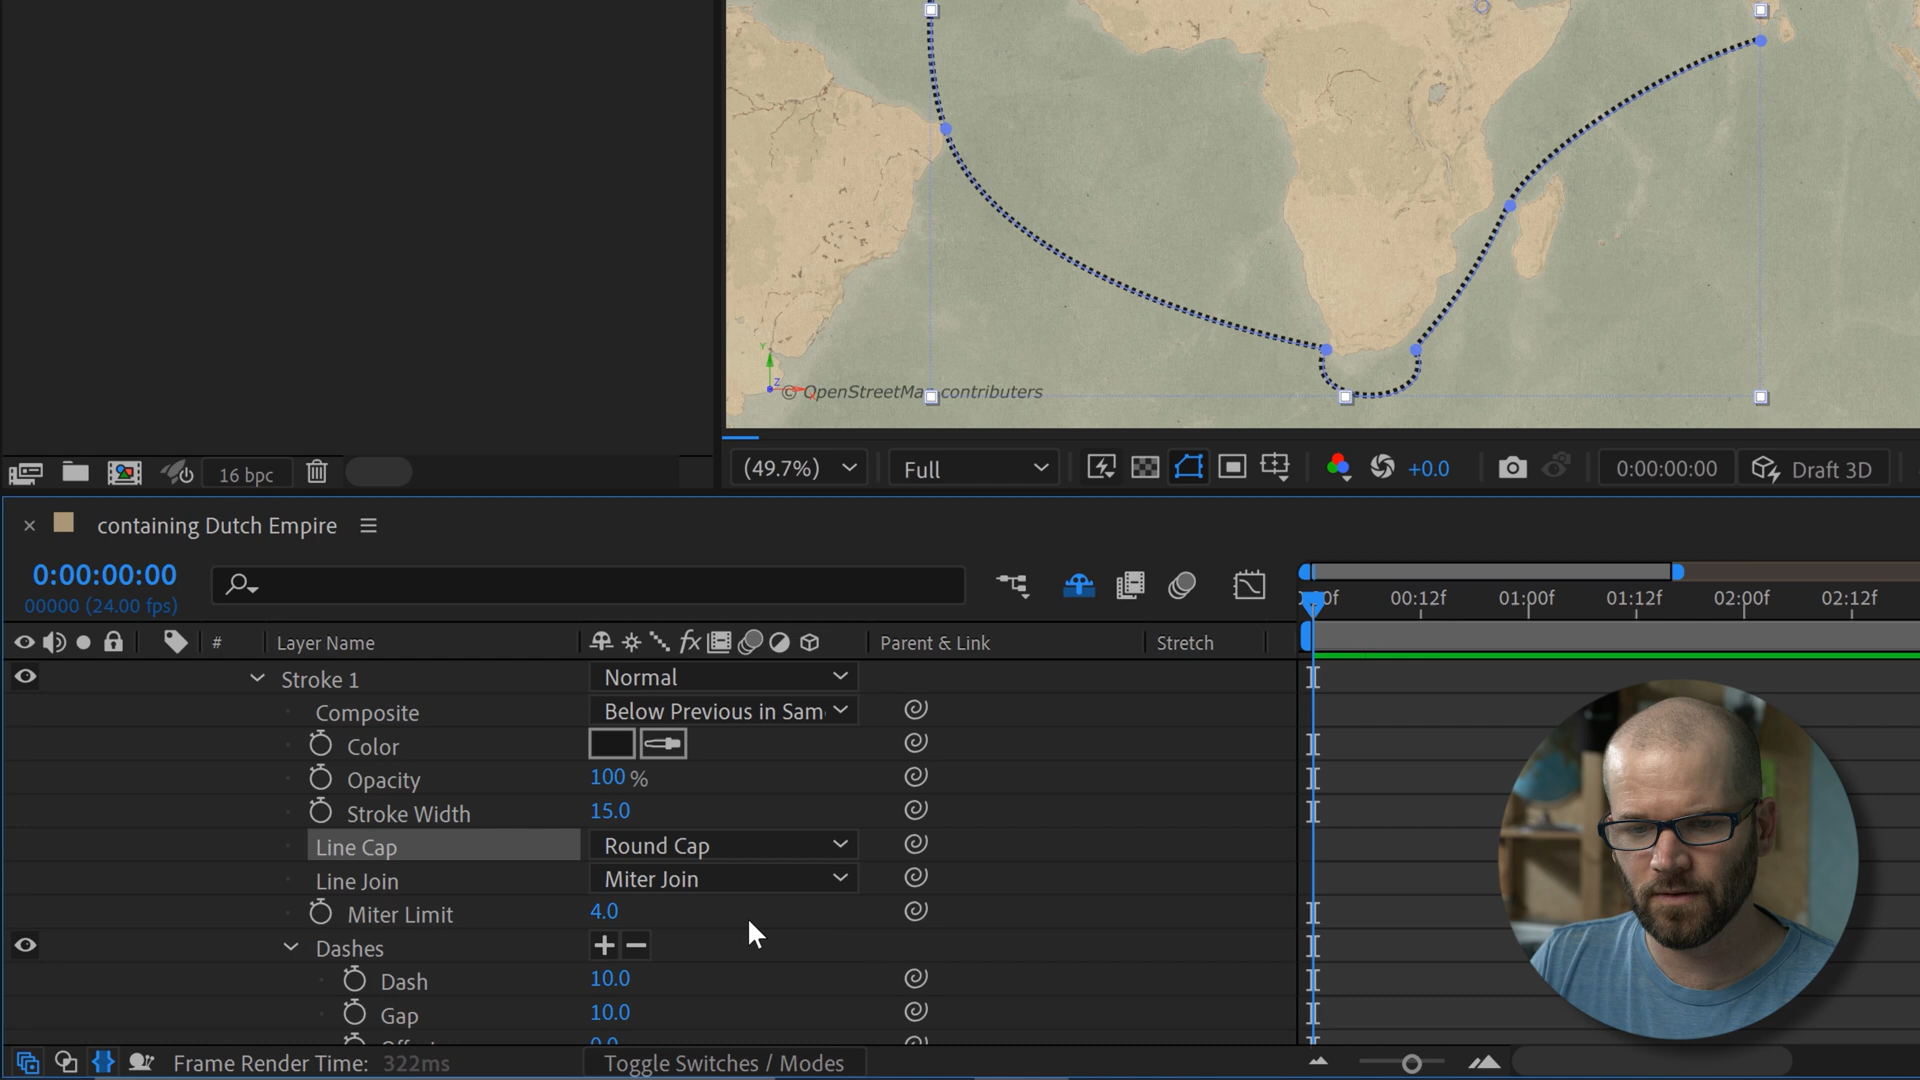 © OpenStreetMap contributers
16 bpc
(49.7%)
Full
+0.0
0:00:00:00
Draft 3D
containing Dutch Empire
0:00:00:00
00000 (24.00 fps)
00:12f
01:00f
01:12f
02:00f
02:12f
#
Layer Name
fx
Parent & Link
Stretch
Stroke 1
Normal
Composite
Below Previous in Sam
Color
Opacity
100 %
Stroke Width
15.0
Line Cap
Round Cap
Line Join
Miter Join
Miter Limit
4.0
Dashes
Dash
10.0
Gap
10.0
Frame Render Time: 322ms
Toggle Switches / Modes